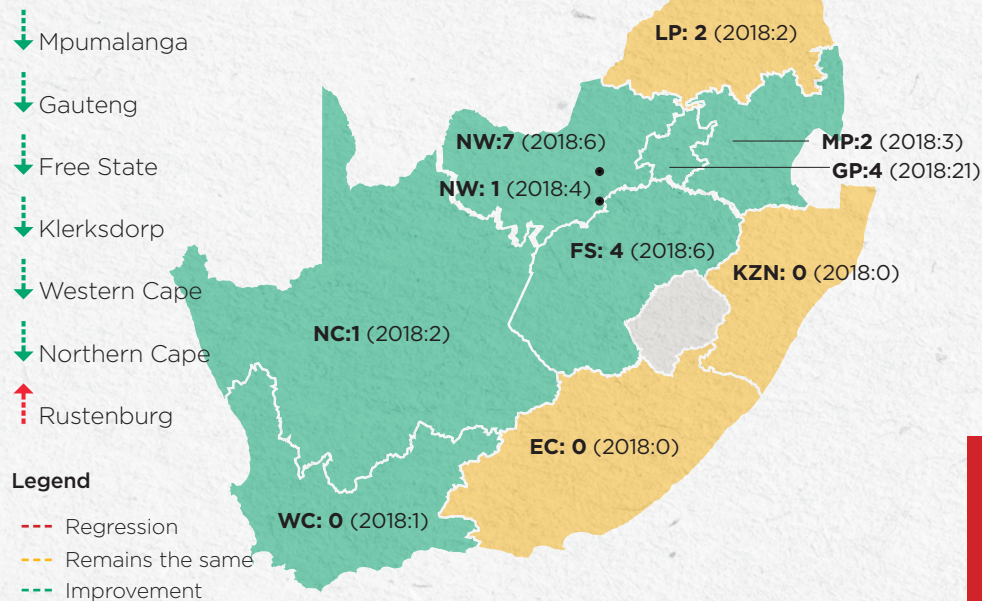 Mpumalanga
Gauteng
Free State
Klerksdorp
Western Cape
Northern Cape
Rustenburg
Legend
Regression
Remains the same
Improvement
LP: 2 (2018:2)
NW:7 (2018:6)
MP:2 (2018:3)
GP:4 (2018:21)
NW: 1 (2018:4)
FS: 4 (2018:6)
KZN: 0 (2018:0)
NC:1 (2018:2)
EC: 0 (2018:0)
WC: 0 (2018:1)